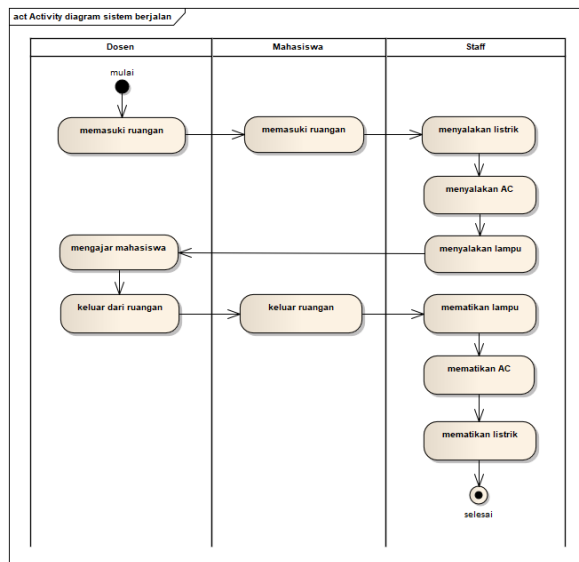 act Activity diagram sistem berjalan
Dosen
Mahasiswa
Staff
mulai
memasuki ruangan
memasuki ruangan
menyalakan listrik
menyalakan AC
mengajar mahasiswa
menyalakan lampu
keluar dari ruangan
keluar ruangan
mematikan lampu
mematikan AC
mematikan listrik
selesai